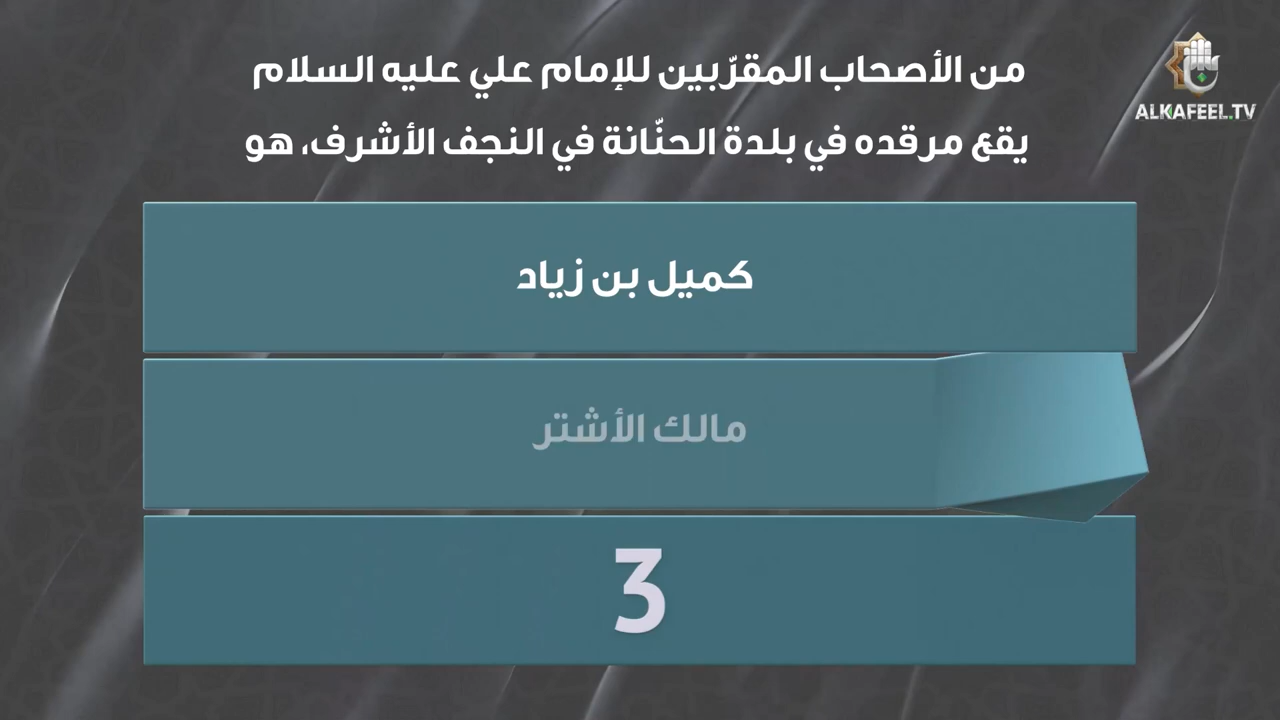 من الأصحاب المقرّبين للإمام علي عليه السلام
ALKAFEEL.TV
يقع مرقده في بلدة الحنّانة في النجف الأشرف، هو
كميل بن زياد
مالك الأشتر
3